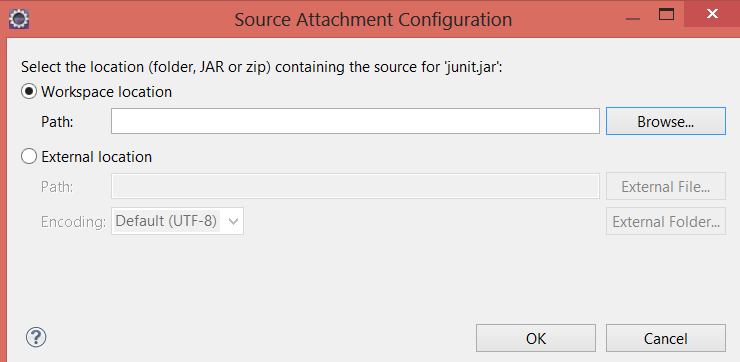 Source Attachment Configuration
Select the location (folder, JAR or zip) containing the source for 'junit.jar':
Workspace location
Path:
Browse...
External location
Path:
External File...
Encoding:
Default (UTF-8)
External Folder...
?
OK
Cancel